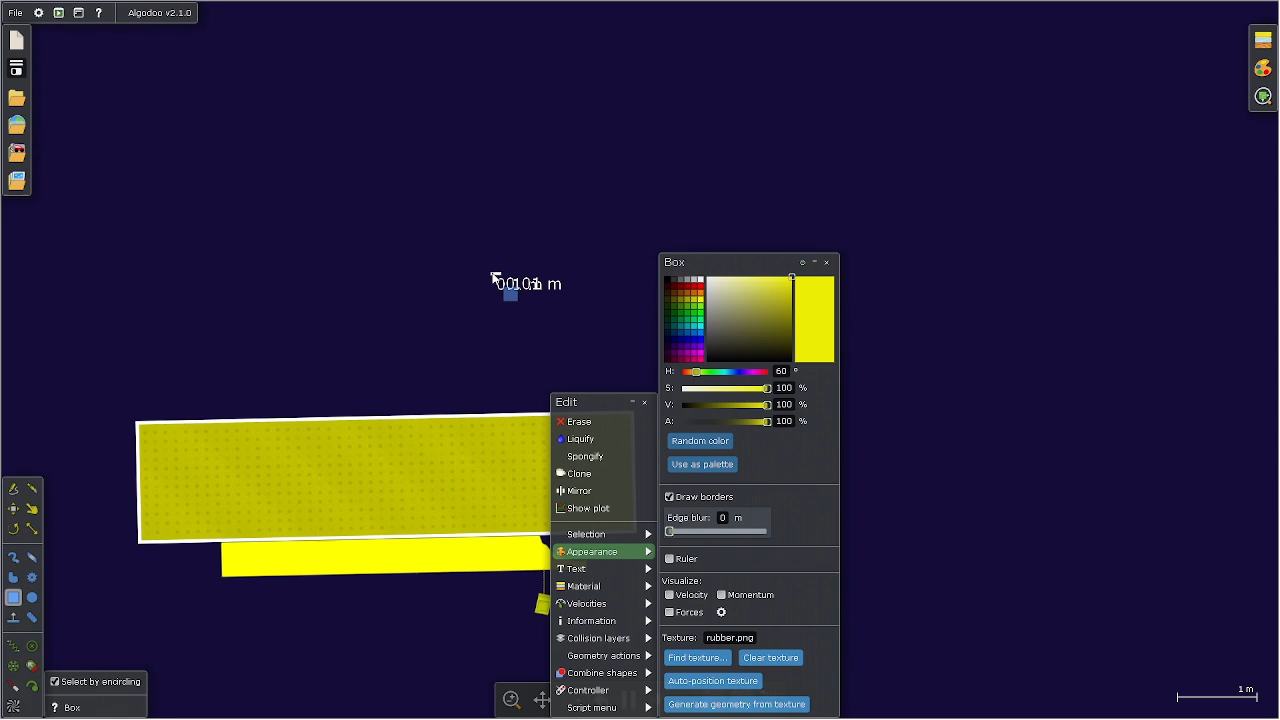 File
?
Algodoo v2.1.0
m
Box
H: 60 °
S: 100 %
V: 100 %
A: 100 %
Random color
Use as palette
Draw borders
Edge blur: 0 m
Ruler
Visualize:
Velocity
Momentum
Forces
Texture: rubber.png
Find texture...
Clear texture
Auto-position texture
Generate geometry from texture
Edit
Erase
Liquify
Spongify
Clone
Mirror
Show plot
Selection
Appearance
Text
Material
Velocities
Information
Collision layers
Geometry actions
Combine shapes
Controller
Script menu
Select by encirding
? Box
1 m